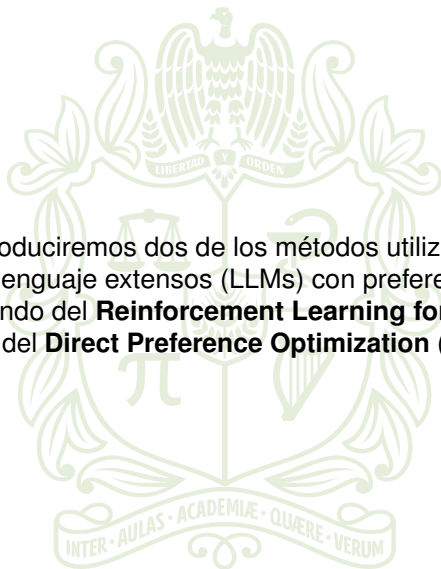 LIBERTAD Y ORDEN
oduciremos dos de los métodos utiliz
enguaje extensos (LLMs) con prefere
ndo del Reinforcement Learning for
del Direct Preference Optimization (
INTER · AULAS · ACADEMIÆ · QUÆRE · VERUM